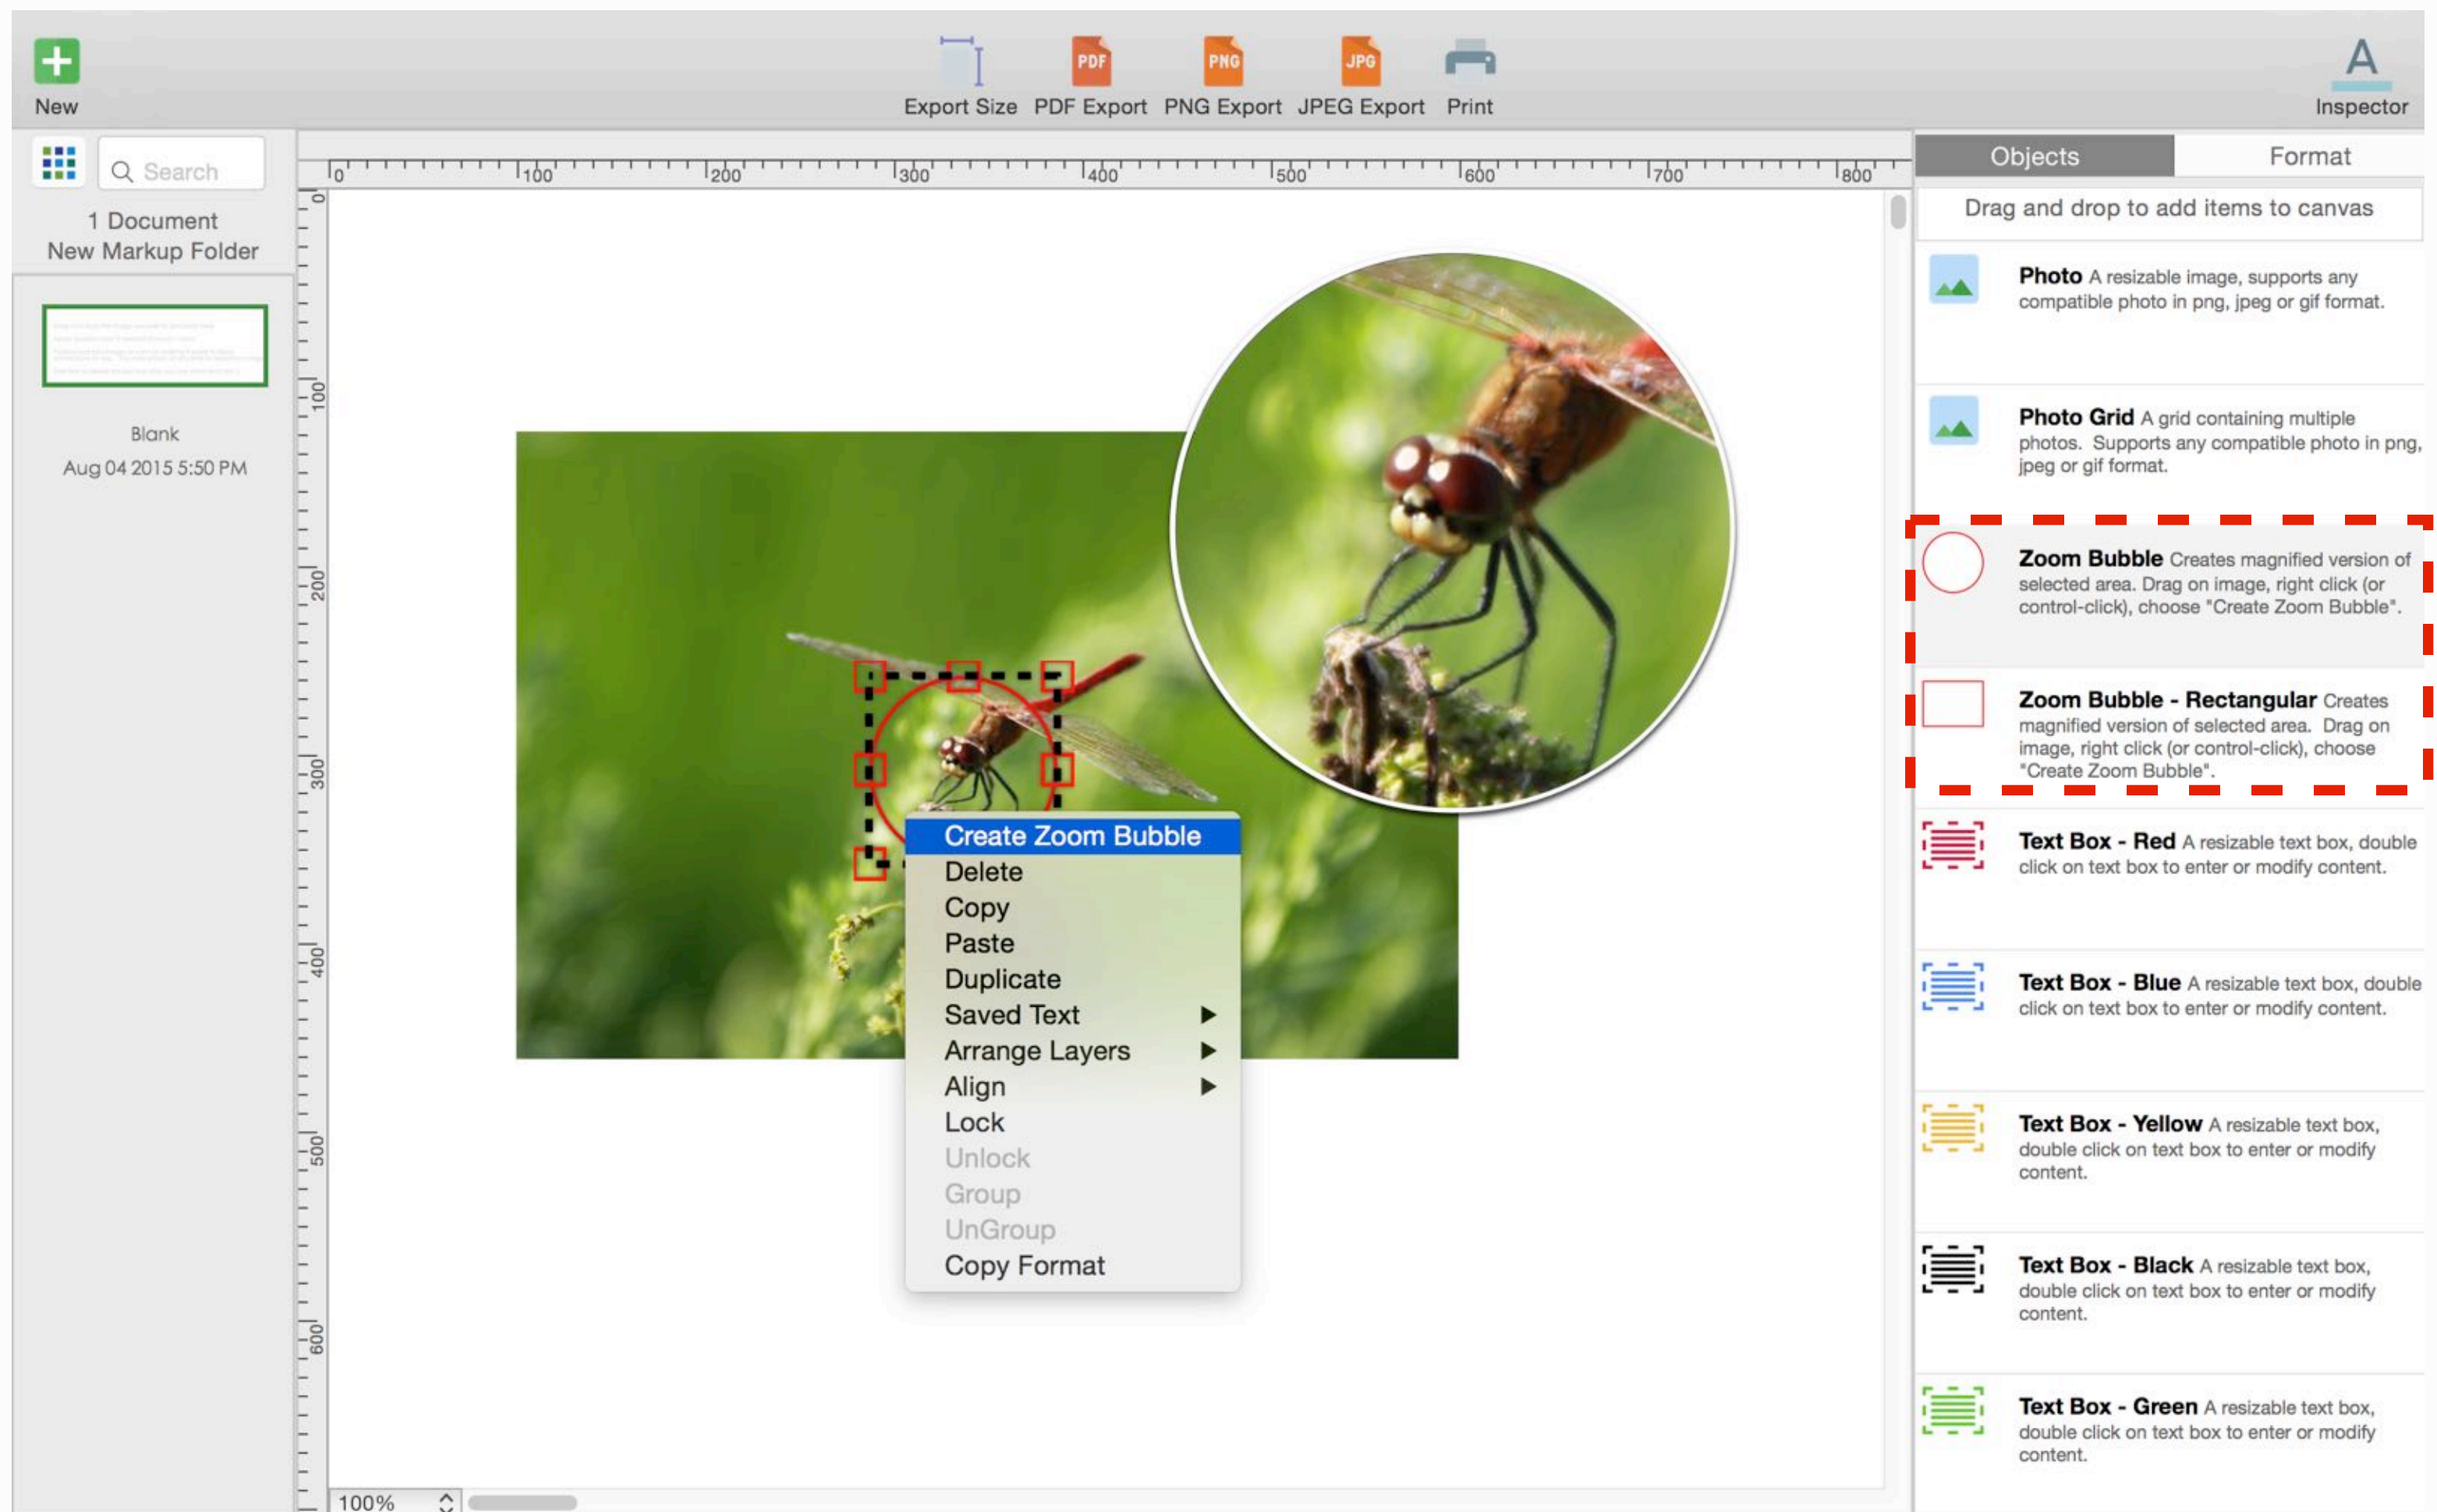 New
Export Size
PDF
PDF Export
PNG
PNG Export
JPG
JPEG Export
Print
A
Inspector
Search
1 Document
New Markup Folder
Blank
Aug 04 2015 5:50 PM
0 100 200 300 400 500 600 700 800
0
100
200
300
400
500
600
Create Zoom Bubble
Delete
Copy
Paste
Duplicate
Saved Text
Arrange Layers
Align
Lock
Unlock
Group
UnGroup
Copy Format
100%
Objects
Format
Drag and drop to add items to canvas
Photo A resizable image, supports any
compatible photo in png, jpeg or gif format.
Photo Grid A grid containing multiple
photos. Supports any compatible photo in png,
jpeg or gif format.
Zoom Bubble Creates magnified version of
selected area. Drag on image, right click (or
control-click), choose "Create Zoom Bubble".
Zoom Bubble - Rectangular Creates
magnified version of selected area. Drag on
image, right click (or control-click), choose
"Create Zoom Bubble".
Text Box - Red A resizable text box, double
click on text box to enter or modify content.
Text Box - Blue A resizable text box, double
click on text box to enter or modify content.
Text Box - Yellow A resizable text box,
double click on text box to enter or modify
content.
Text Box - Black A resizable text box,
double click on text box to enter or modify
content.
Text Box - Green A resizable text box,
double click on text box to enter or modify
content.